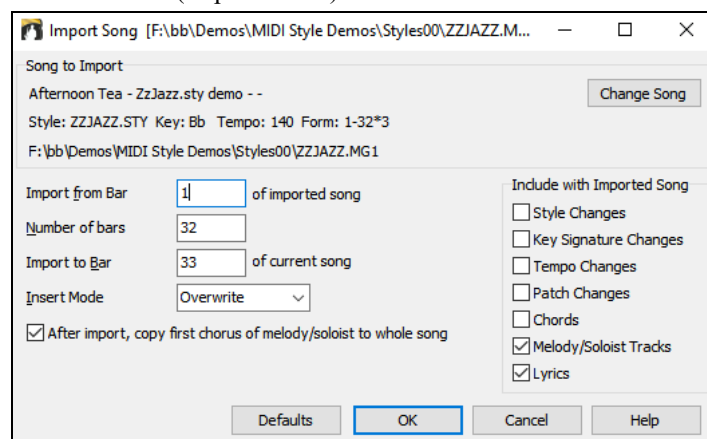 Import Song [F:\bb\Demos\MIDI Style Demos\Styles00\ZZJAZZ.M...
Song to Import
Afternoon Tea - ZzJazz.sty demo - -
Change Song
Style: ZZJAZZ.STY Key: Bb Tempo: 140 Form: 1-32*3
F:\bb\Demos\MIDI Style Demos\Styles00\ZZJAZZ.MG1
Import from Bar 1 of imported song
Number of bars 32
Import to Bar 33 of current song
Insert Mode Overwrite
After import, copy first chorus of melody/soloist to whole song
Include with Imported Song
Style Changes
Key Signature Changes
Tempo Changes
Patch Changes
Chords
Melody/Soloist Tracks
Lyrics
Defaults OK Cancel Help